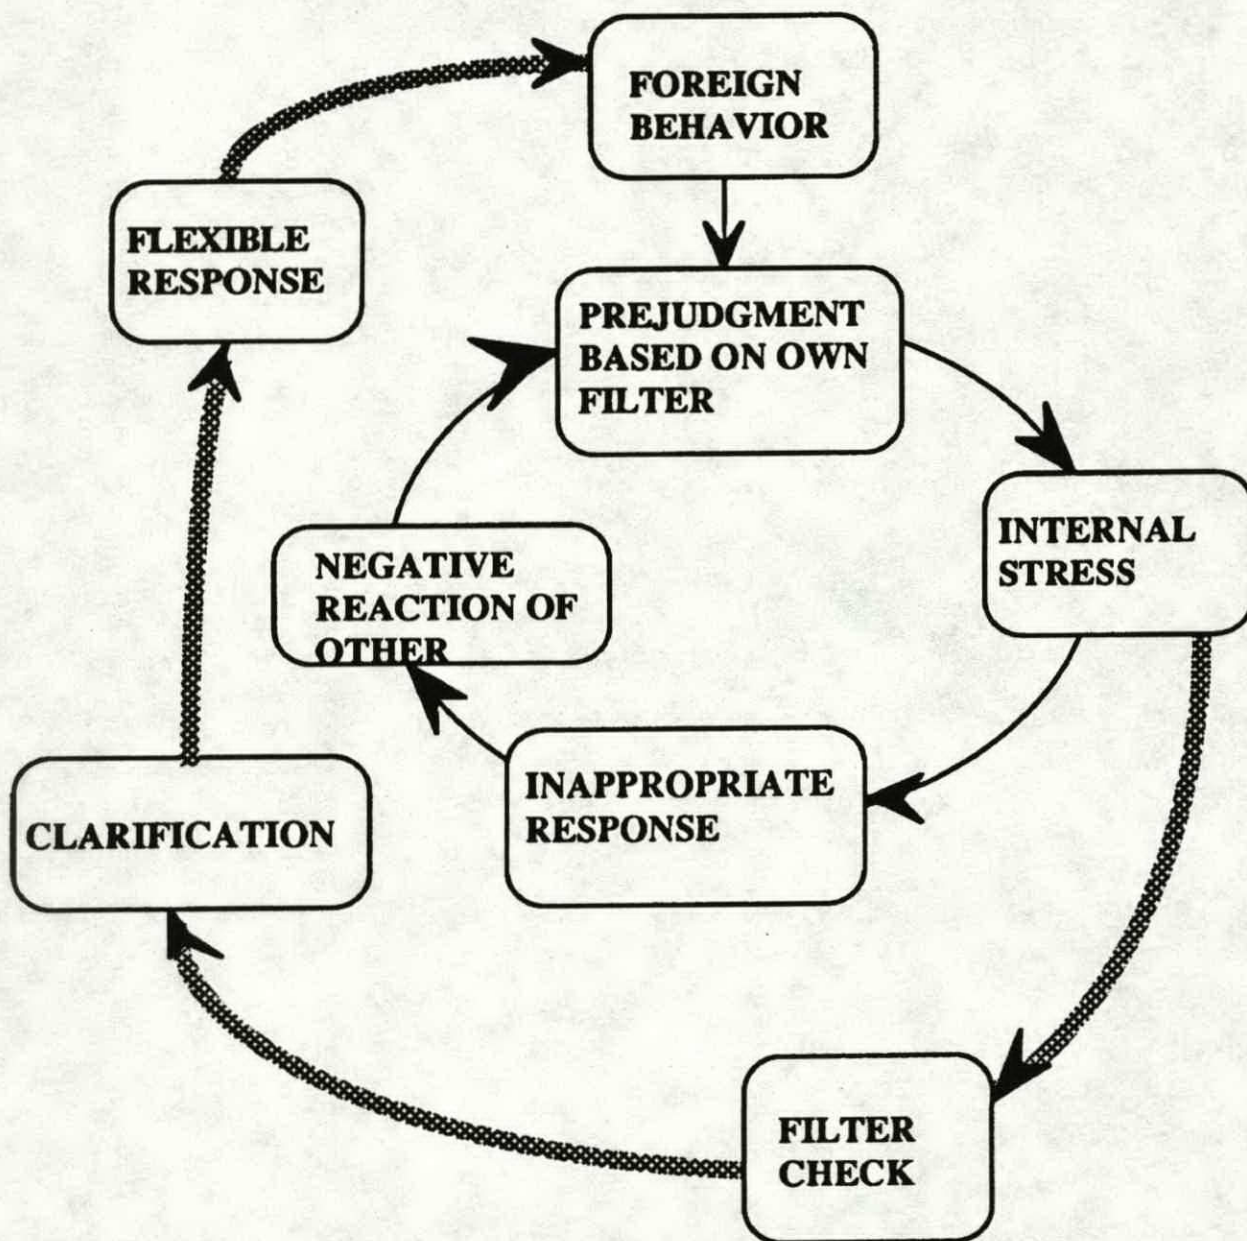 FOREIGN
BEHAVIOR
FLEXIBLE
RESPONSE
PREJUDGMENT
BASED ON OWN
FILTER
INTERNAL
STRESS
NEGATIVE
REACTION OF
OTHER
INAPPROPRIATE
RESPONSE
CLARIFICATION
FILTER
CHECK